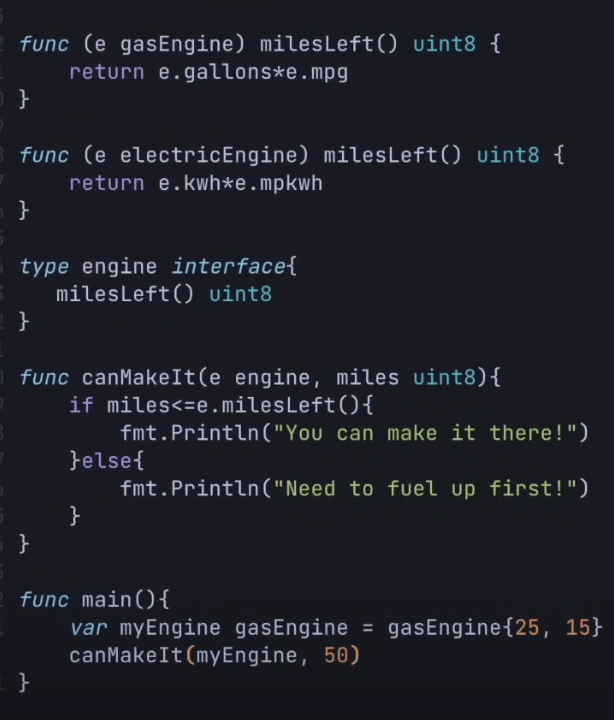 func (e gasEngine) milesLeft() uint8 {
    return e.gallons*e.mpg
}
func (e electricEngine) milesLeft() uint8 {
    return e.kwh*e.mpkwh
}
type engine interface{
   milesLeft() uint8
}
func canMakeIt(e engine, miles uint8){
    if miles<=e.milesLeft(){
        fmt.Println("You can make it there!")
    }else{
        fmt.Println("Need to fuel up first!")
    }
}
func main(){
    var myEngine gasEngine = gasEngine{25, 15}
    canMakeIt(myEngine, 50)
}